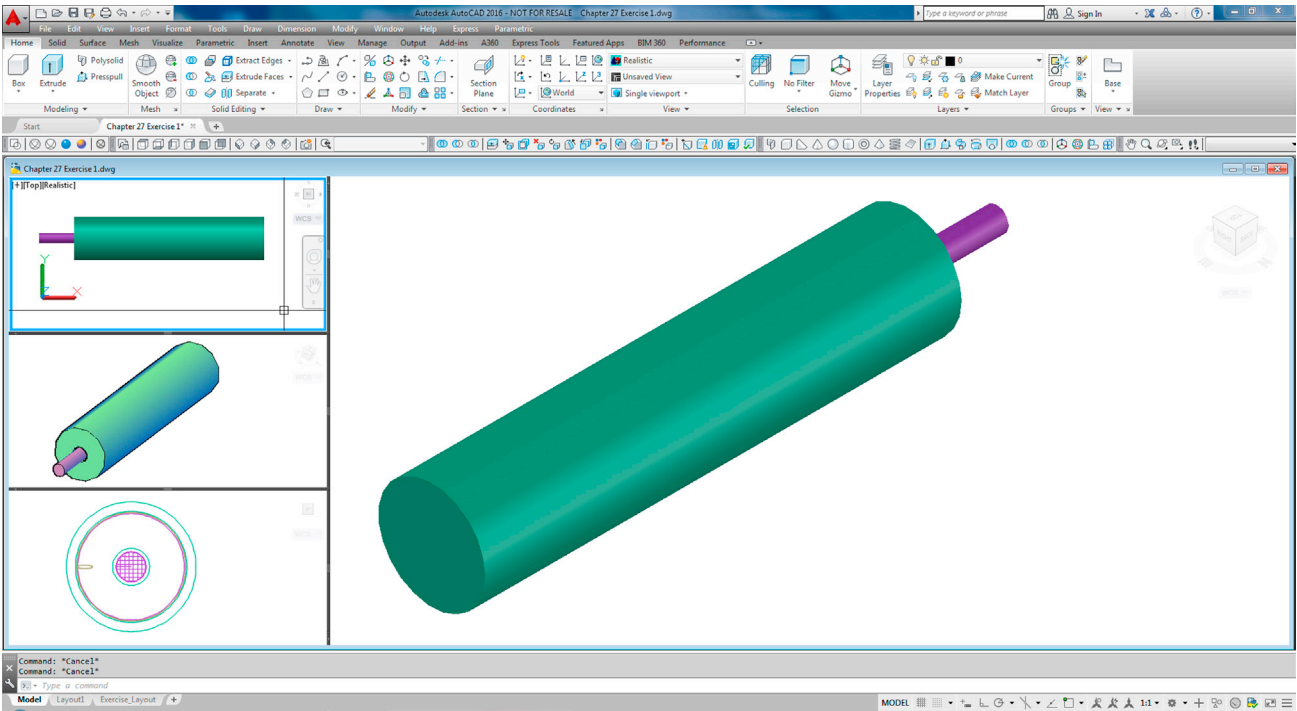 Autodesk AutoCAD 2016 - NOT FOR RESALE Chapter 27 Exercise 1.dwg
Type a keyword or phrase
Sign In
File Edit View Insert Format Tools Draw Dimension Modify Window Help Express Parametric
Home Solid Surface Mesh Visualize Parametric Insert Annotate View Manage Output Add-ins A360 Express Tools Featured Apps BIM 360 Performance
Box
Extrude
Polysolid
Presspull
Smooth
Object
Extract Edges
Extrude Faces
Separate
Section
Plane
World
Realistic
Unsaved View
Single viewport
Culling
No Filter
Move
Gizmo
Layer
Properties
0
Make Current
Match Layer
Group
Base
Modeling
Mesh
Solid Editing
Draw
Modify
Section
Coordinates
View
Selection
Layers
Groups
View
Start
Chapter 27 Exercise 1*
Chapter 27 Exercise 1.dwg
[+][Top][Realistic]
WCS
Y
X
Command: *Cancel*
Command: *Cancel*
Type a command
Model Layout1 Exercise_Layout +
MODEL
1:1